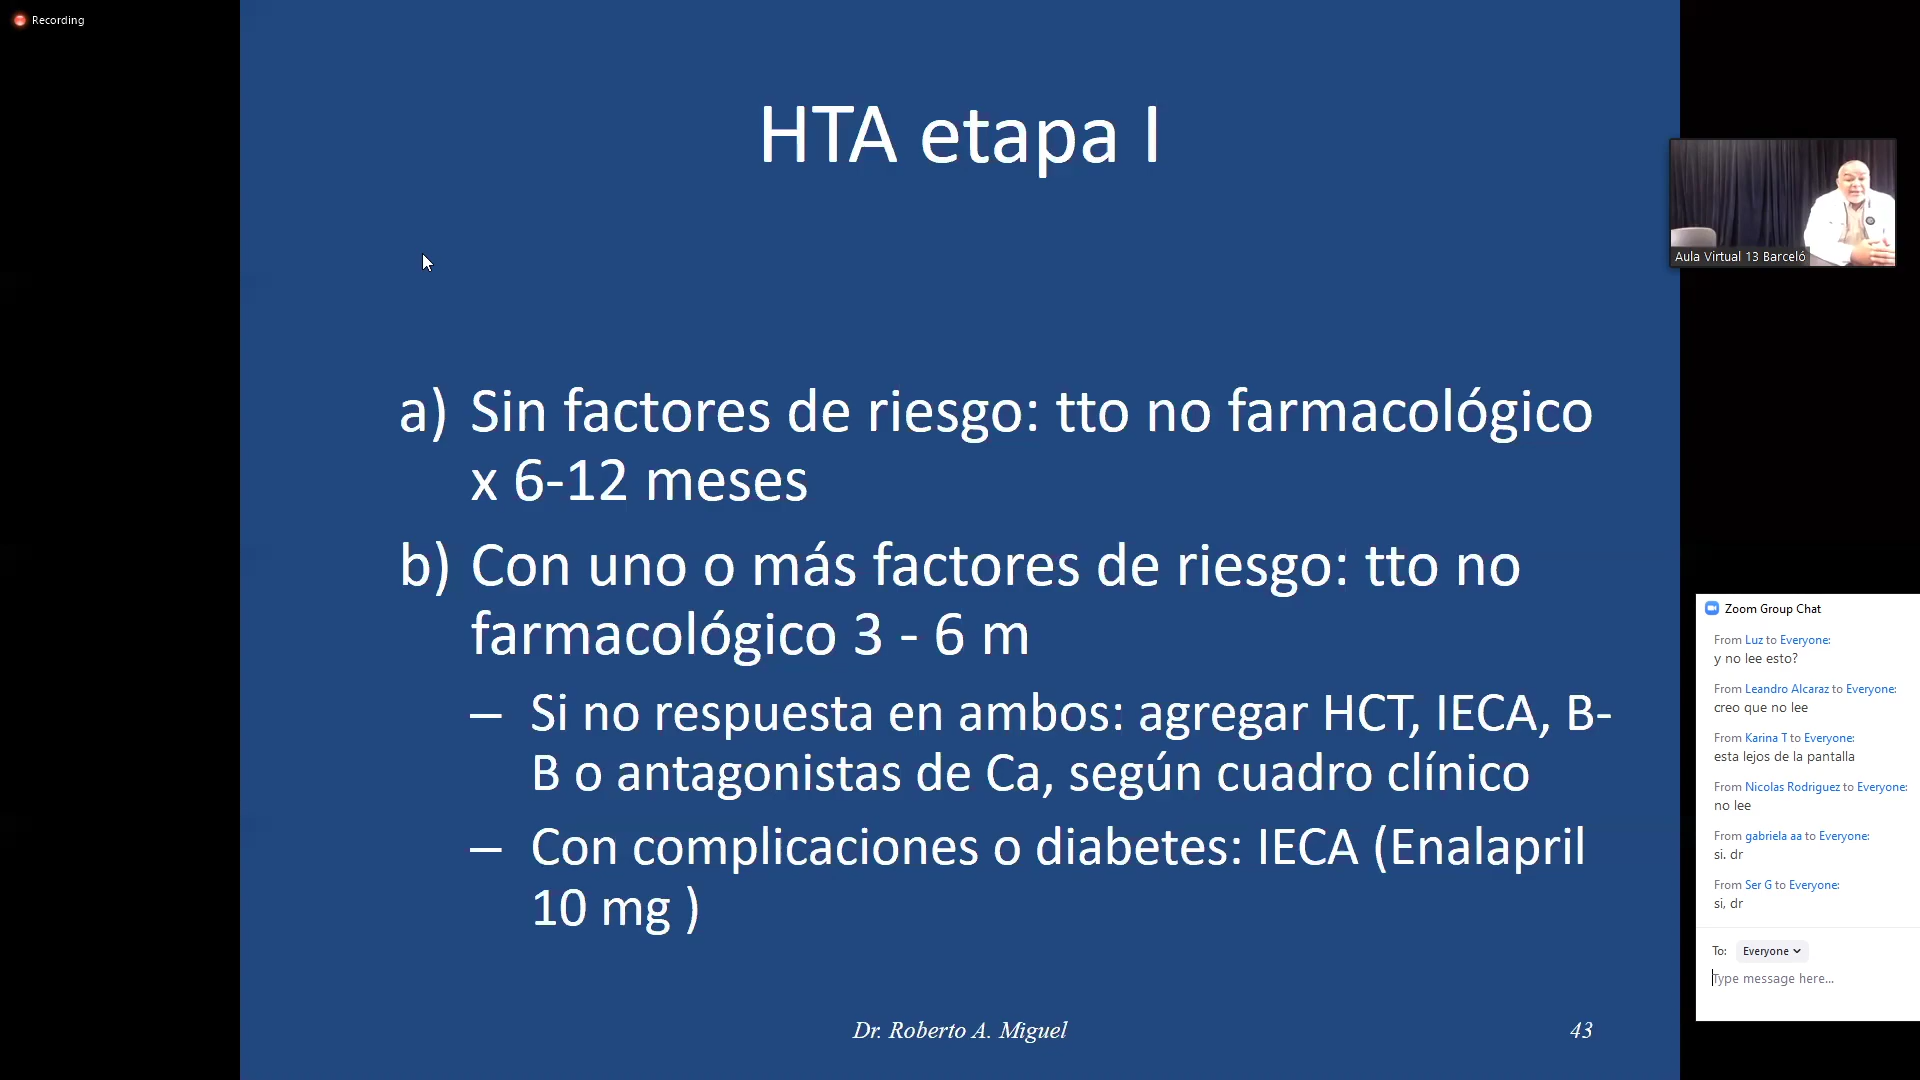 Recording
HTA etapa I
a) Sin factores de riesgo: tto no farmacológico
x 6-12 meses
b) Con uno o más factores de riesgo: tto no
farmacológico 3 - 6 m
– Si no respuesta en ambos: agregar HCT, IECA, B-
B o antagonistas de Ca, según cuadro clínico
– Con complicaciones o diabetes: IECA (Enalapril
10 mg )
Dr. Roberto A. Miguel
43
Aula Virtual 13 Barceló
Zoom Group Chat
From Luz to Everyone:
y no lee esto?
From Leandro Alcaraz to Everyone:
creo que no lee
From Karina T to Everyone:
esta lejos de la pantalla
From Nicolas Rodriguez to Everyone:
no lee
From gabriela aa to Everyone:
si. dr
From Ser G to Everyone:
si, dr
To: Everyone
Type message here...